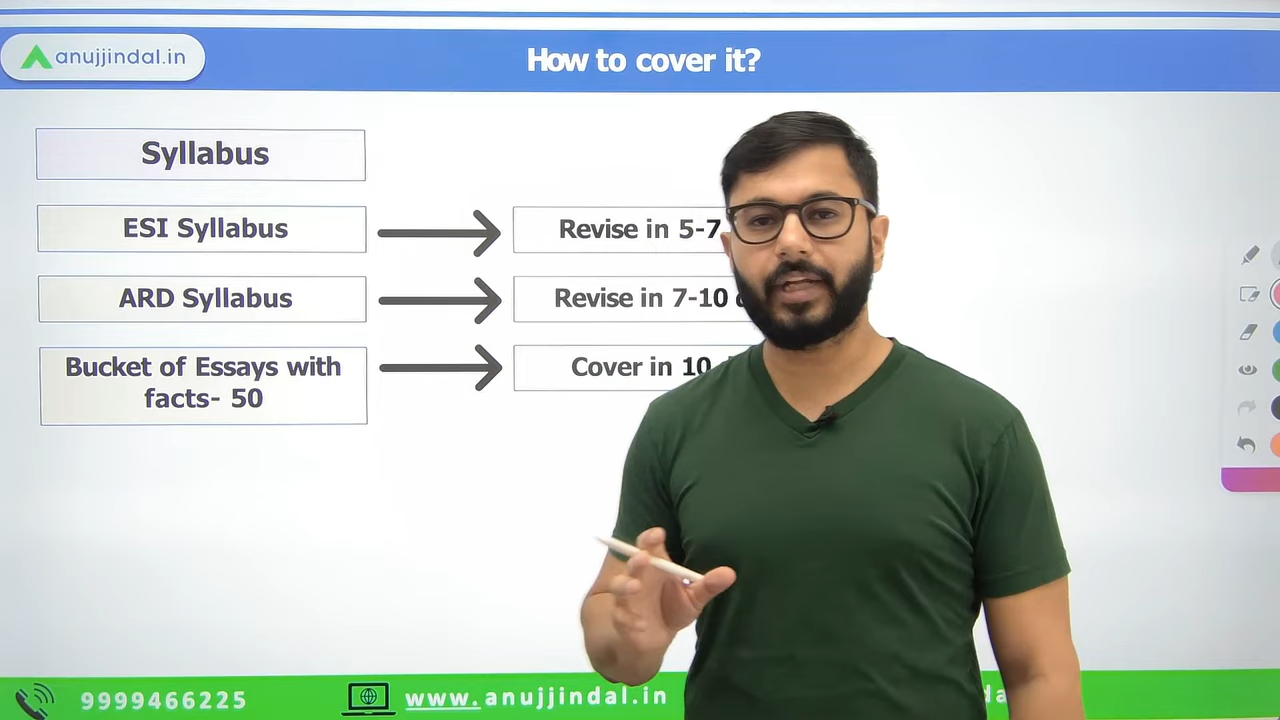 anujjindal.in
How to cover it?
Syllabus
ESI Syllabus
Revise in 5-7
ARD Syllabus
Revise in 7-10
Bucket of Essays with
facts- 50
Cover in 10
9999466225
www.anujjindal.in